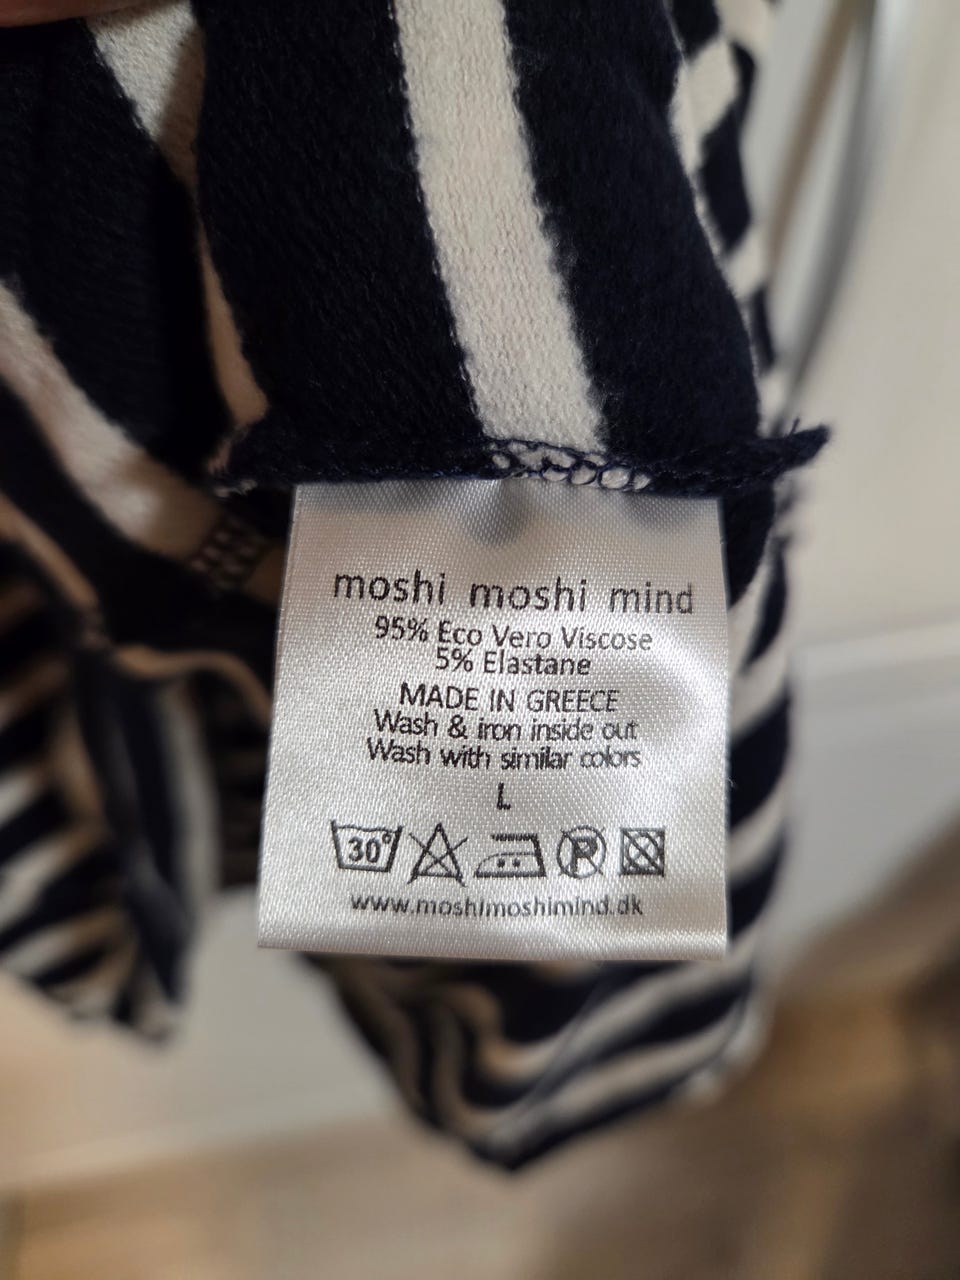 moshi moshi mind
95% Eco Vero Viscose
5% Elastane
MADE IN GREECE
Wash & iron inside out
Wash with similar colors
L
30° P
www.moshimoshimind.dk